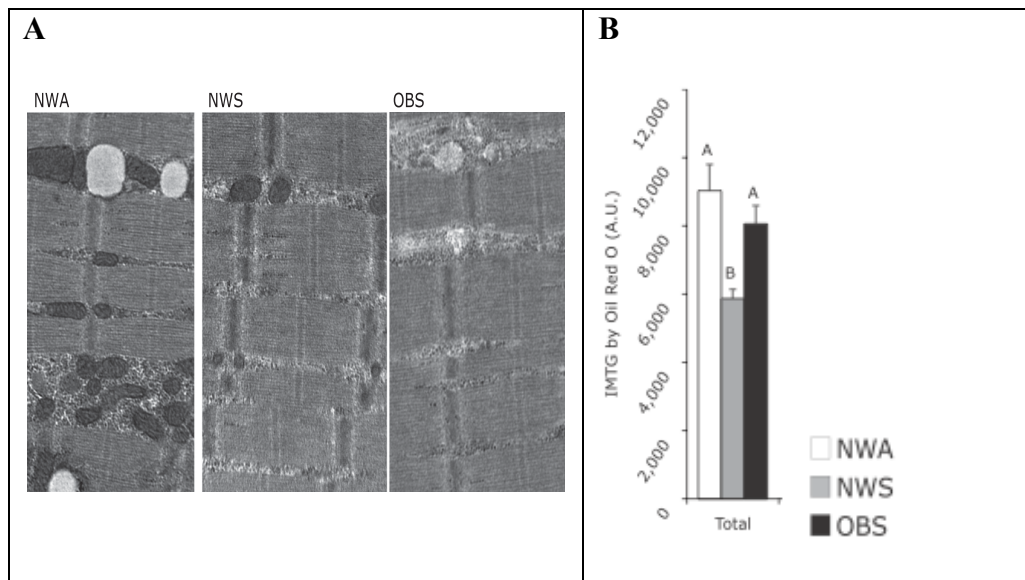 A
NWA
NWS
OBS
B
IMTG by Oil Red O (A.U.)
12,000
10,000
8,000
6,000
4,000
2,000
0
A
B
A
Total
NWA
NWS
OBS